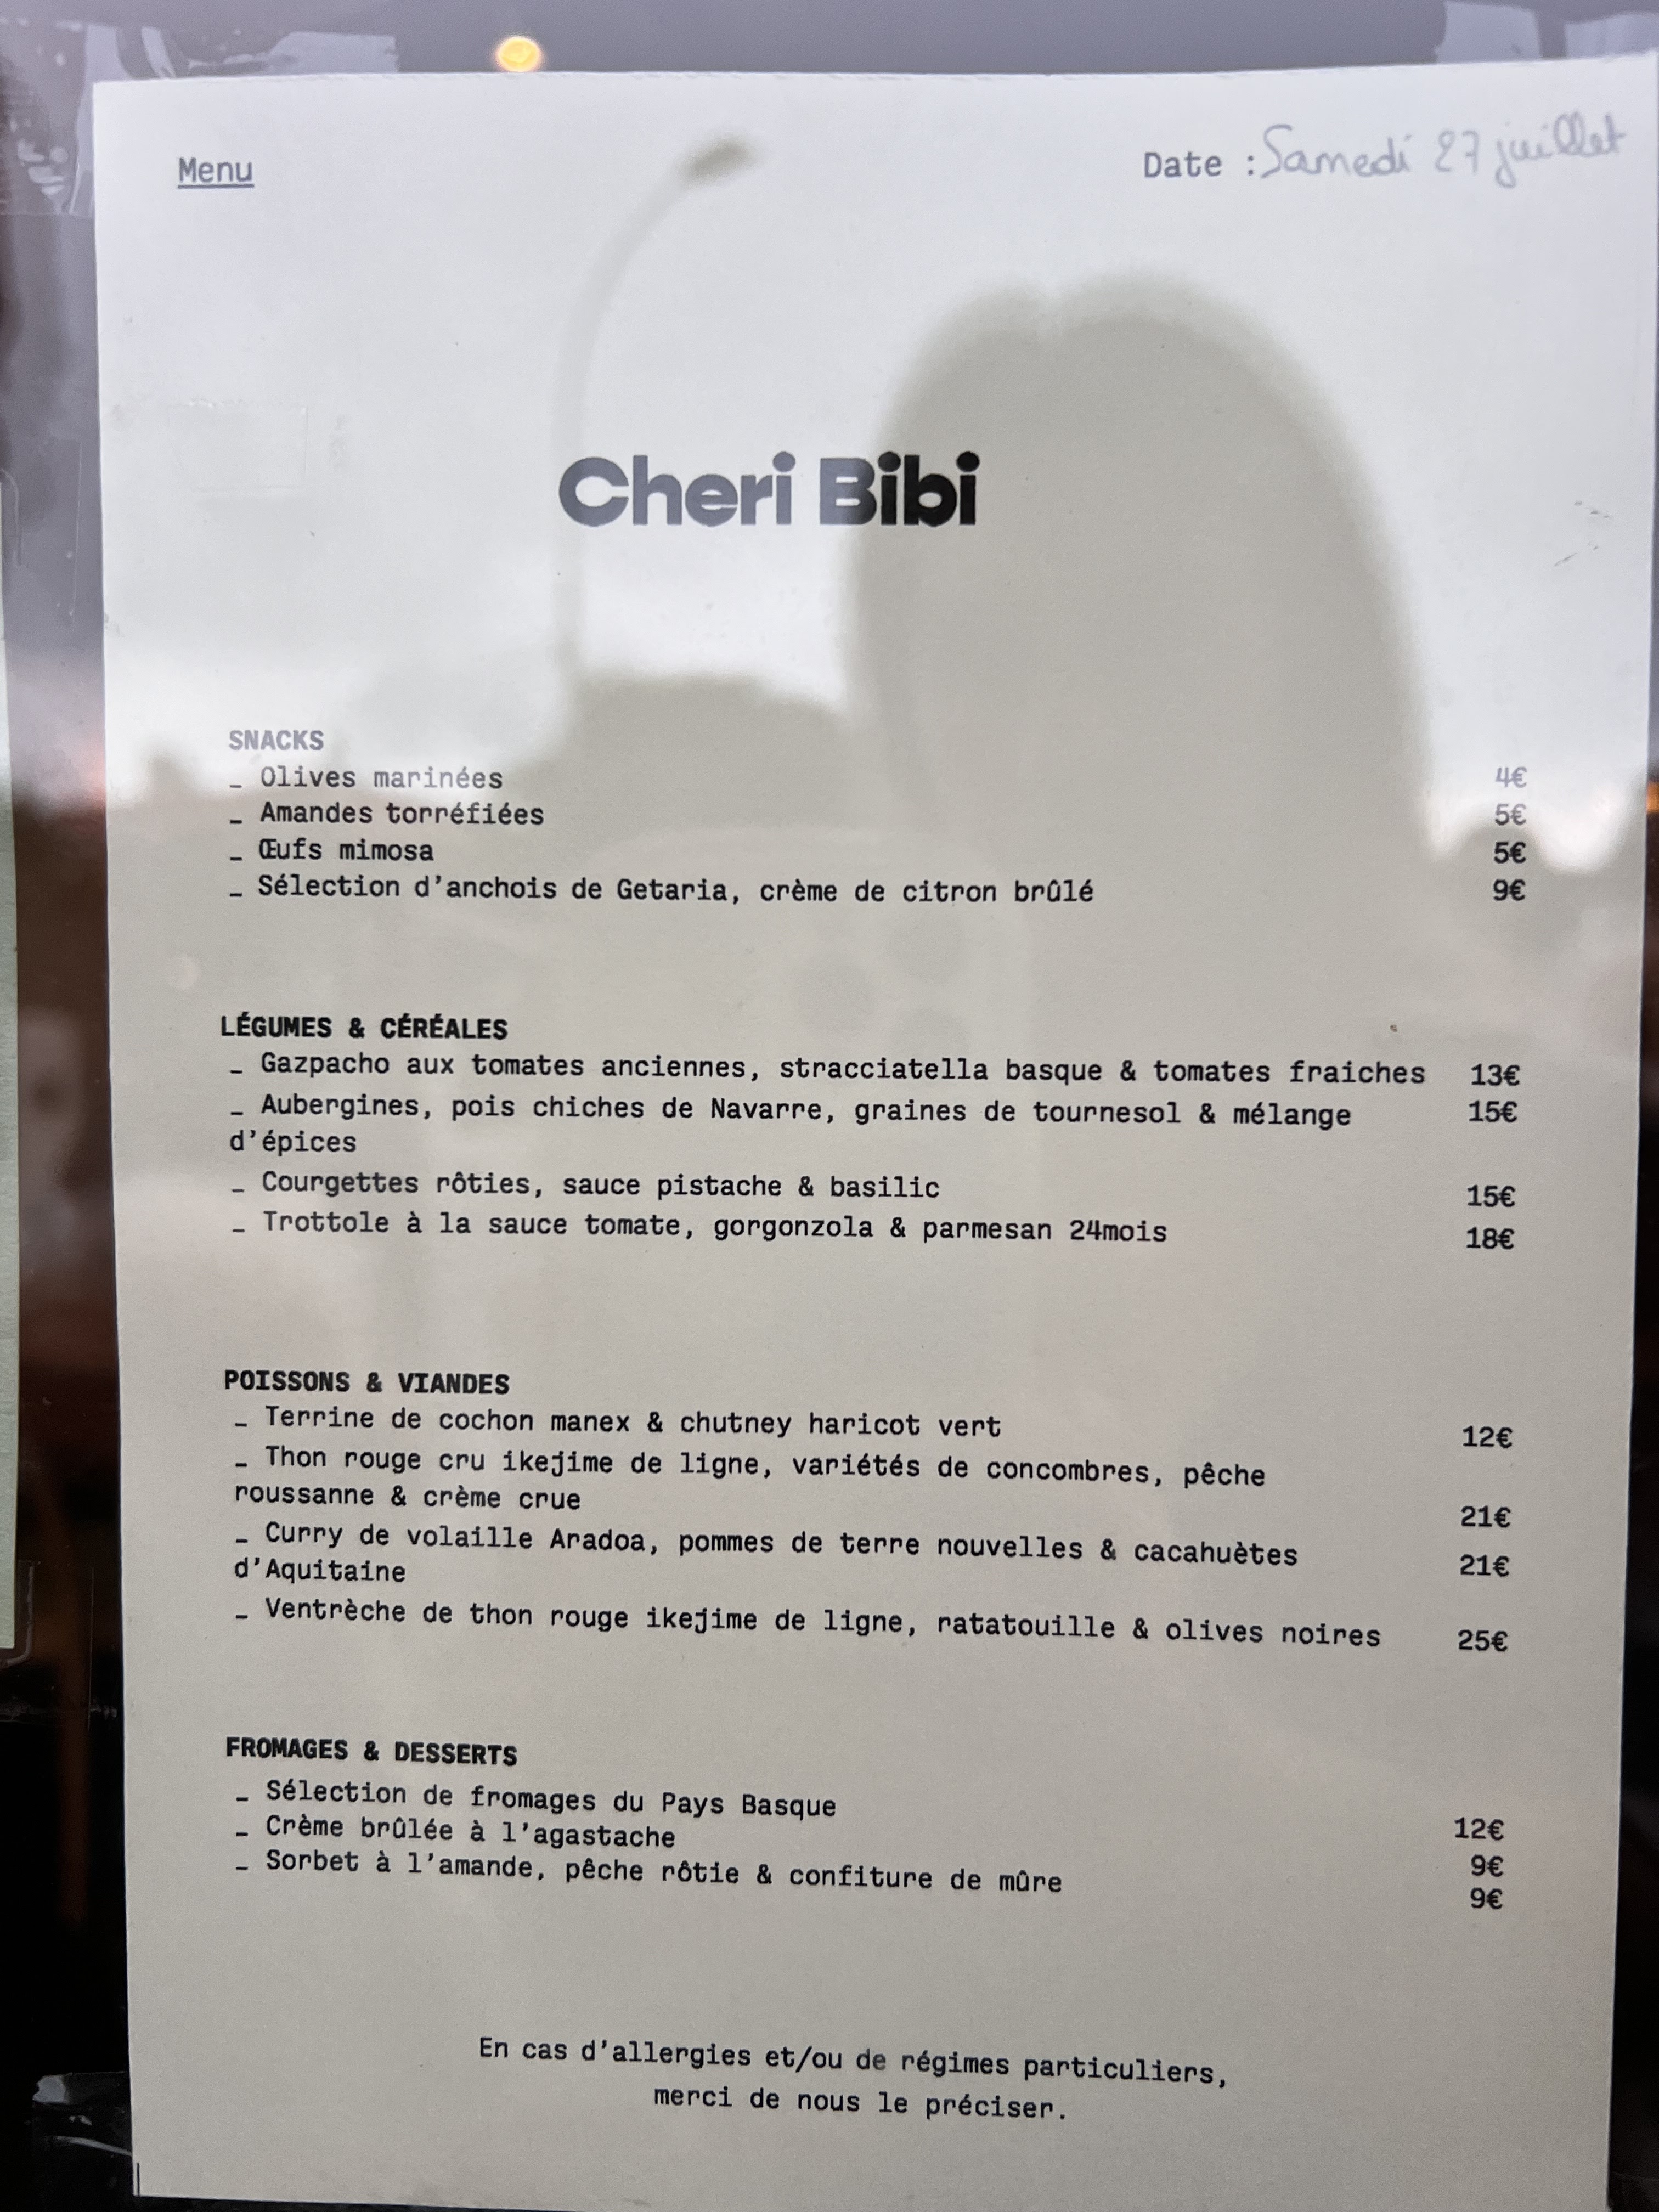 Menu
Date : Samedi 27 juillet
Cheri Bibi
SNACKS
_ Olives marinées 4€
_ Amandes torréfiées 5€
_ Œufs mimosa 5€
_ Sélection d'anchois de Getaria, crème de citron brûlé 9€
LÉGUMES & CÉRÉALES
_ Gazpacho aux tomates anciennes, stracciatella basque & tomates fraiches 13€
_ Aubergines, pois chiches de Navarre, graines de tournesol & mélange 15€
d'épices
_ Courgettes rôties, sauce pistache & basilic 15€
_ Trottole à la sauce tomate, gorgonzola & parmesan 24mois 18€
POISSONS & VIANDES
_ Terrine de cochon manex & chutney haricot vert 12€
_ Thon rouge cru ikejime de ligne, variétés de concombres, pêche
roussanne & crème crue 21€
_ Curry de volaille Aradoa, pommes de terre nouvelles & cacahuètes 21€
d'Aquitaine
_ Ventrèche de thon rouge ikejime de ligne, ratatouille & olives noires 25€
FROMAGES & DESSERTS
_ Sélection de fromages du Pays Basque 12€
_ Crème brûlée à l'agastache 9€
_ Sorbet à l'amande, pêche rôtie & confiture de mûre 9€
En cas d'allergies et/ou de régimes particuliers,
merci de nous le préciser.